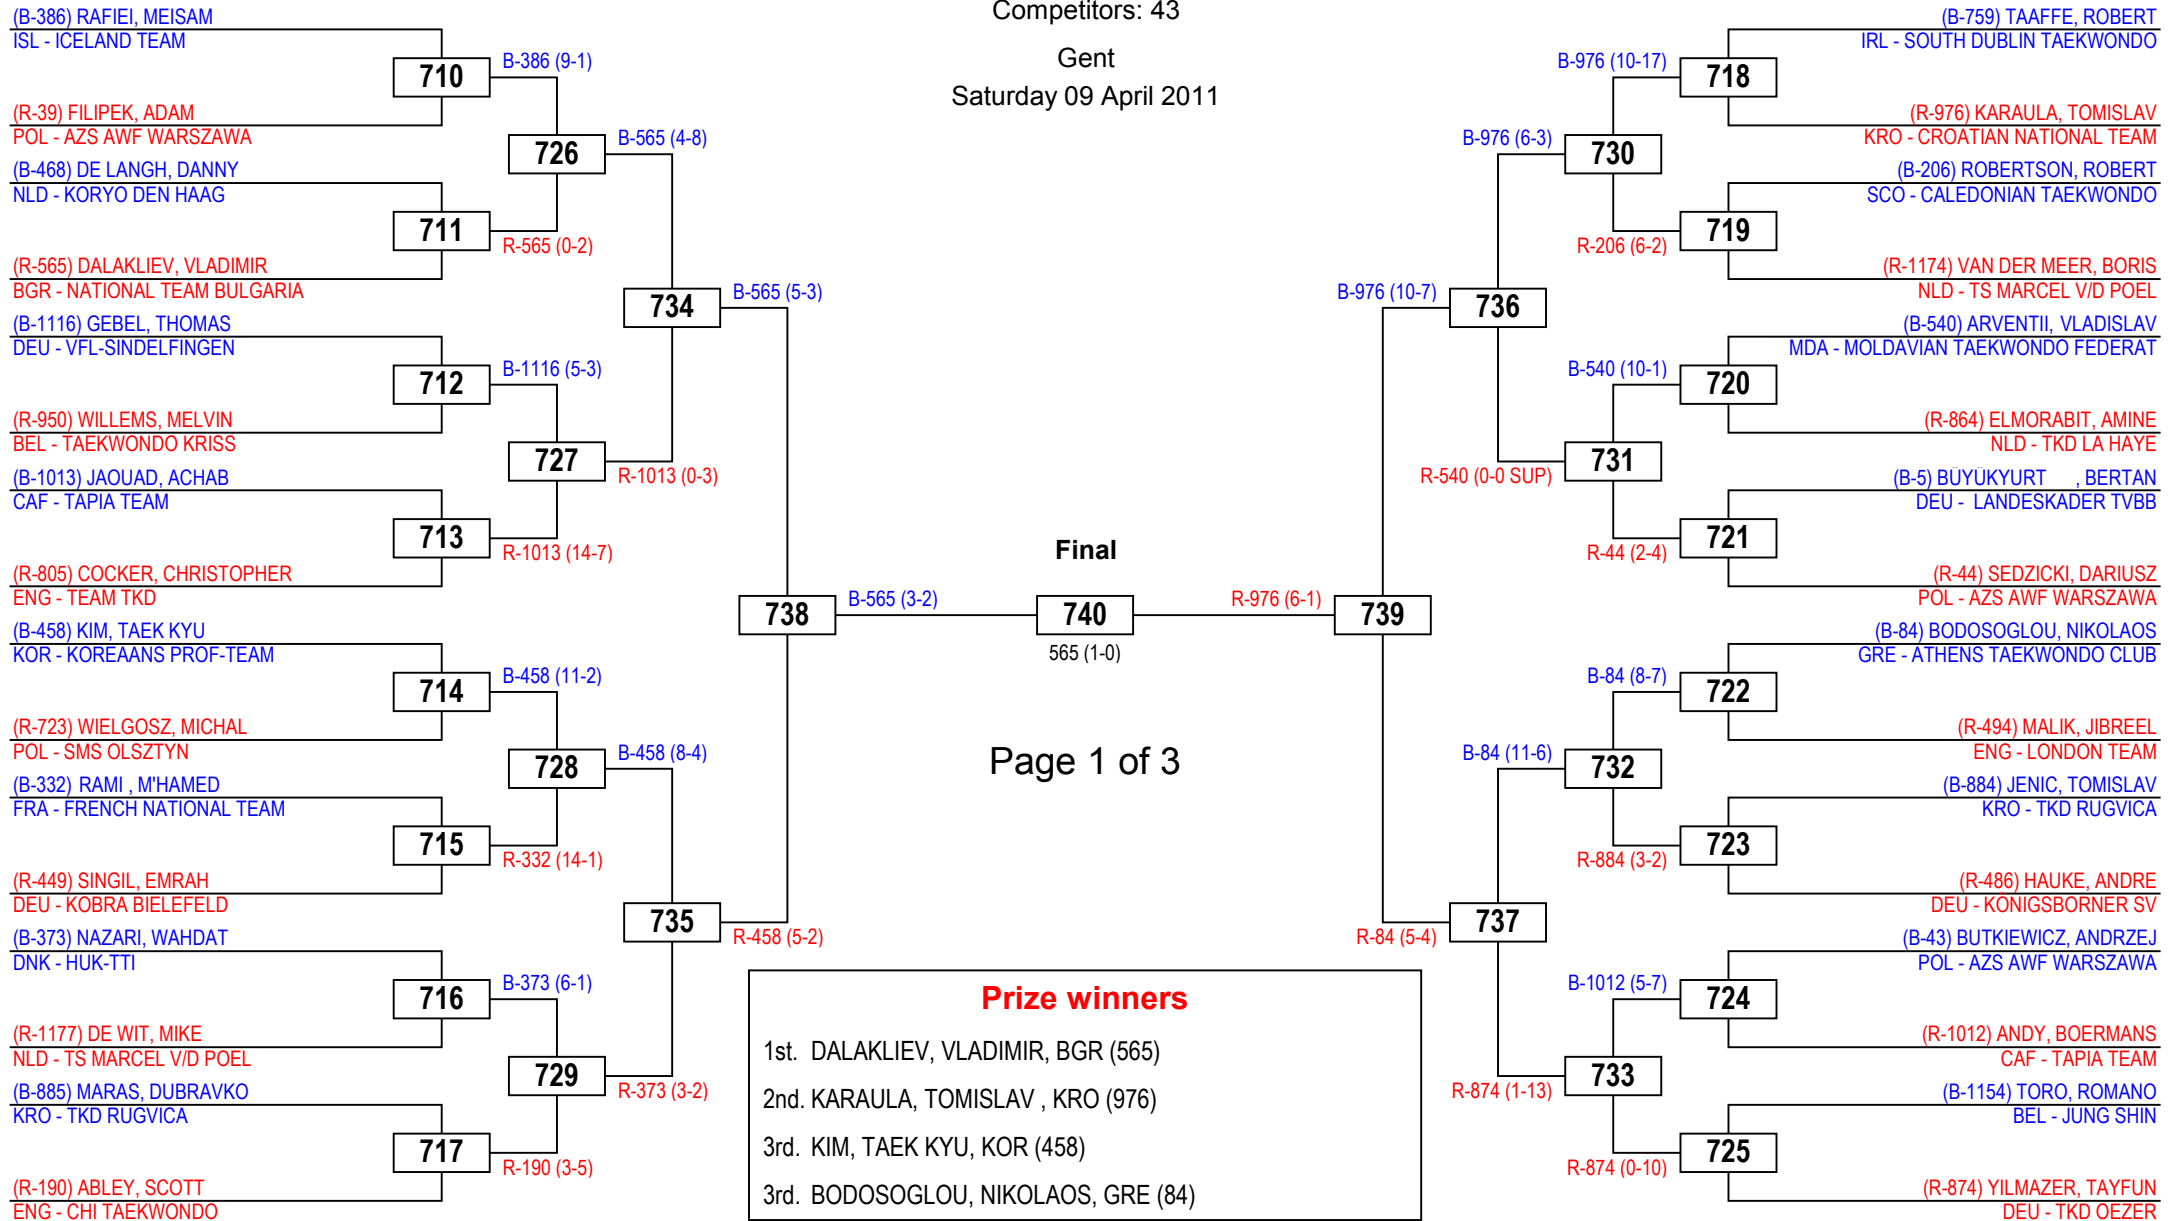 Competitors: 43
Gent
Saturday 09 April 2011
(B-386) RAFIEI, MEISAM
ISL - ICELAND TEAM
710
B-386 (9-1)
(R-39) FILIPEK, ADAM
POL - AZS AWF WARSZAWA
726
B-565 (4-8)
(B-468) DE LANGH, DANNY
NLD - KORYO DEN HAAG
711
R-565 (0-2)
(R-565) DALAKLIEV, VLADIMIR
BGR - NATIONAL TEAM BULGARIA
734
B-565 (5-3)
(B-1116) GEBEL, THOMAS
DEU - VFL-SINDELFINGEN
712
B-1116 (5-3)
(R-950) WILLEMS, MELVIN
BEL - TAEKWONDO KRISS
727
R-1013 (0-3)
(B-1013) JAOUAD, ACHAB
CAF - TAPIA TEAM
713
R-1013 (14-7)
(R-805) COCKER, CHRISTOPHER
ENG - TEAM TKD
738
B-565 (3-2)
(B-458) KIM, TAEK KYU
KOR - KOREAANS PROF-TEAM
714
B-458 (11-2)
(R-723) WIELGOSZ, MICHAL
POL - SMS OLSZTYN
728
B-458 (8-4)
(B-332) RAMI , M'HAMED
FRA - FRENCH NATIONAL TEAM
715
R-332 (14-1)
(R-449) SINGIL, EMRAH
DEU - KOBRA BIELEFELD
735
R-458 (5-2)
(B-373) NAZARI, WAHDAT
DNK - HUK-TTI
716
B-373 (6-1)
(R-1177) DE WIT, MIKE
NLD - TS MARCEL V/D POEL
729
R-373 (3-2)
(B-885) MARAS, DUBRAVKO
KRO - TKD RUGVICA
717
R-190 (3-5)
(R-190) ABLEY, SCOTT
ENG - CHI TAEKWONDO
Final
740
565 (1-0)
Page 1 of 3
(B-759) TAAFFE, ROBERT
IRL - SOUTH DUBLIN TAEKWONDO
B-976 (10-17)
718
(R-976) KARAULA, TOMISLAV
KRO - CROATIAN NATIONAL TEAM
B-976 (6-3)
730
(B-206) ROBERTSON, ROBERT
SCO - CALEDONIAN TAEKWONDO
R-206 (6-2)
719
(R-1174) VAN DER MEER, BORIS
NLD - TS MARCEL V/D POEL
B-976 (10-7)
736
(B-540) ARVENTII, VLADISLAV
MDA - MOLDAVIAN TAEKWONDO FEDERAT
B-540 (10-1)
720
(R-864) ELMORABIT, AMINE
NLD - TKD LA HAYE
R-540 (0-0 SUP)
731
(B-5) BÜYÜKYURT , BERTAN
DEU - LANDESKADER TVBB
R-44 (2-4)
721
(R-44) SEDZICKI, DARIUSZ
POL - AZS AWF WARSZAWA
R-976 (6-1)
739
(B-84) BODOSOGLOU, NIKOLAOS
GRE - ATHENS TAEKWONDO CLUB
B-84 (8-7)
722
(R-494) MALIK, JIBREEL
ENG - LONDON TEAM
B-84 (11-6)
732
(B-884) JENIC, TOMISLAV
KRO - TKD RUGVICA
R-884 (3-2)
723
(R-486) HAUKE, ANDRE
DEU - KONIGSBORNER SV
R-84 (5-4)
737
(B-43) BUTKIEWICZ, ANDRZEJ
POL - AZS AWF WARSZAWA
B-1012 (5-7)
724
(R-1012) ANDY, BOERMANS
CAF - TAPIA TEAM
R-874 (1-13)
733
(B-1154) TORO, ROMANO
BEL - JUNG SHIN
R-874 (0-10)
725
(R-874) YILMAZER, TAYFUN
DEU - TKD OEZER
Prize winners
1st. DALAKLIEV, VLADIMIR, BGR (565)
2nd. KARAULA, TOMISLAV , KRO (976)
3rd. KIM, TAEK KYU, KOR (458)
3rd. BODOSOGLOU, NIKOLAOS, GRE (84)